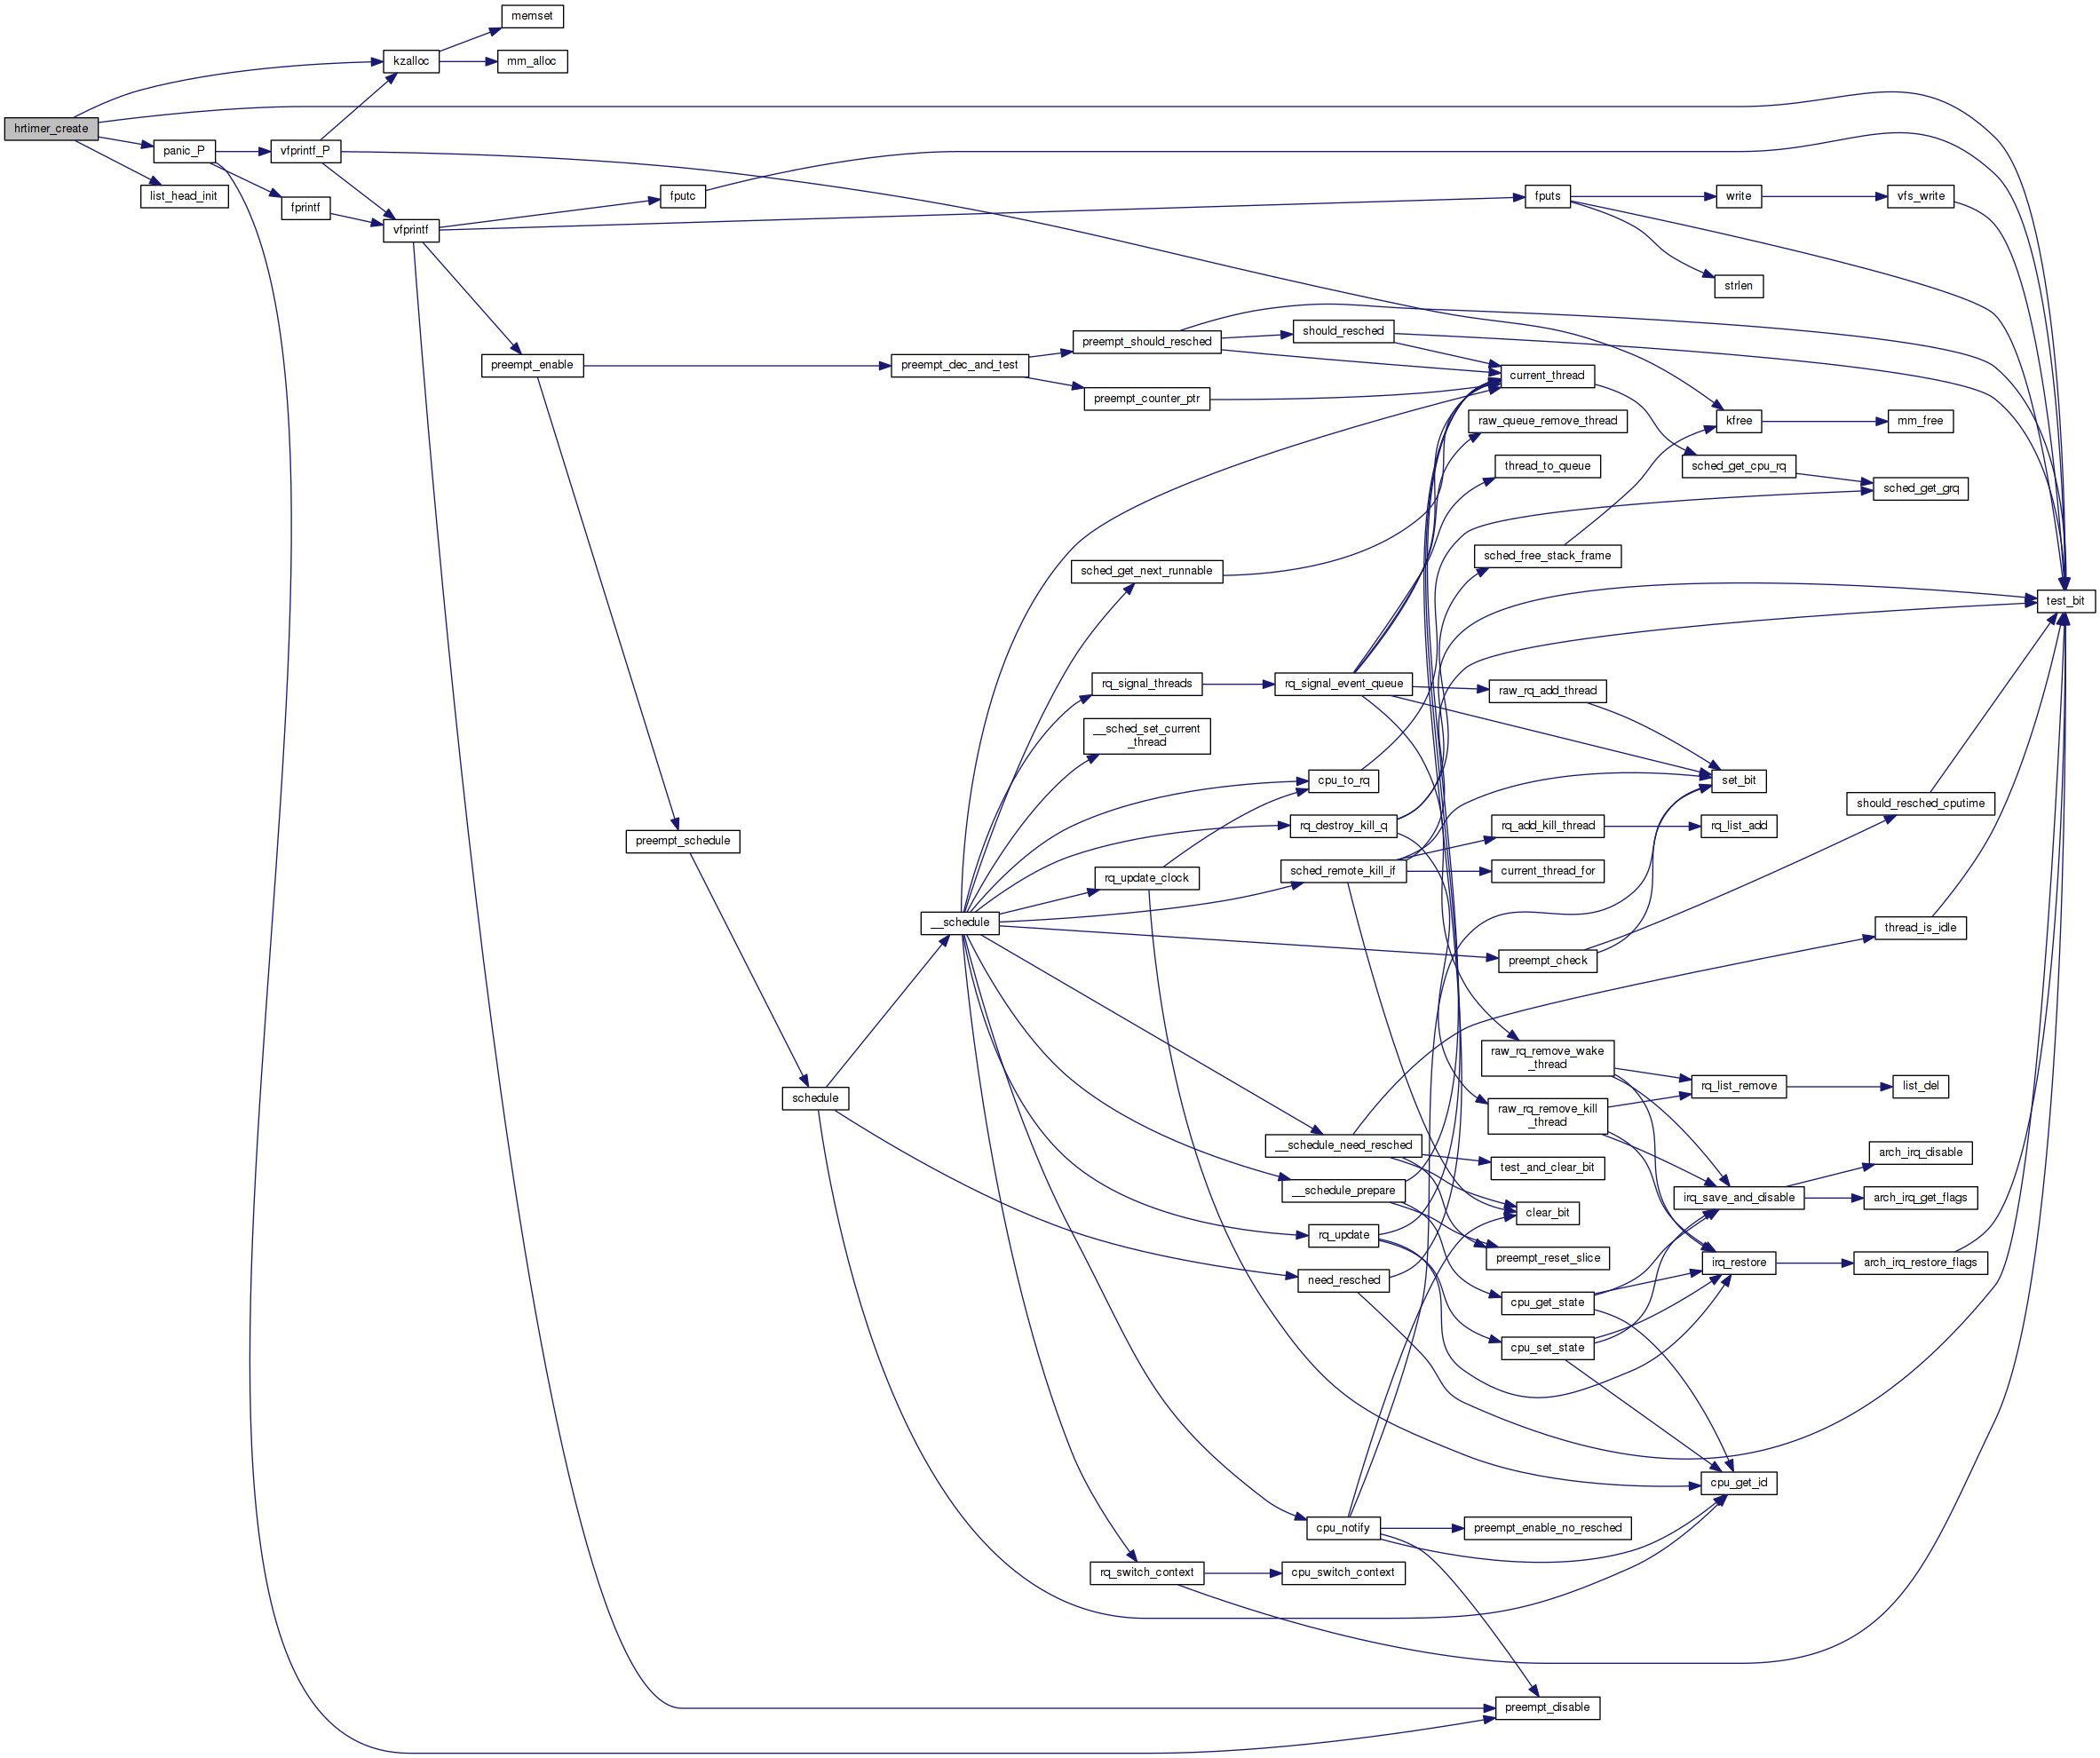 memset
kzalloc
mm_alloc
hrtimer_create
panic_P
vfprintf_P
list_head_init
fprintf
vfprintf
fputc
fputs
write
vfs_write
strlen
preempt_enable
preempt_dec_and_test
preempt_should_resched
should_resched
preempt_counter_ptr
current_thread
raw_queue_remove_thread
kfree
mm_free
thread_to_queue
sched_get_cpu_rq
sched_get_grq
sched_free_stack_frame
sched_get_next_runnable
test_bit
rq_signal_threads
rq_signal_event_queue
raw_rq_add_thread
__sched_set_current
_thread
cpu_to_rq
set_bit
should_resched_cputime
preempt_schedule
rq_destroy_kill_q
rq_add_kill_thread
rq_list_add
rq_update_clock
sched_remote_kill_if
current_thread_for
__schedule
thread_is_idle
preempt_check
raw_rq_remove_wake
_thread
rq_list_remove
list_del
schedule
raw_rq_remove_kill
_thread
__schedule_need_resched
test_and_clear_bit
arch_irq_disable
__schedule_prepare
irq_save_and_disable
arch_irq_get_flags
clear_bit
rq_update
preempt_reset_slice
irq_restore
arch_irq_restore_flags
need_resched
cpu_get_state
cpu_set_state
cpu_get_id
cpu_notify
preempt_enable_no_resched
rq_switch_context
cpu_switch_context
preempt_disable